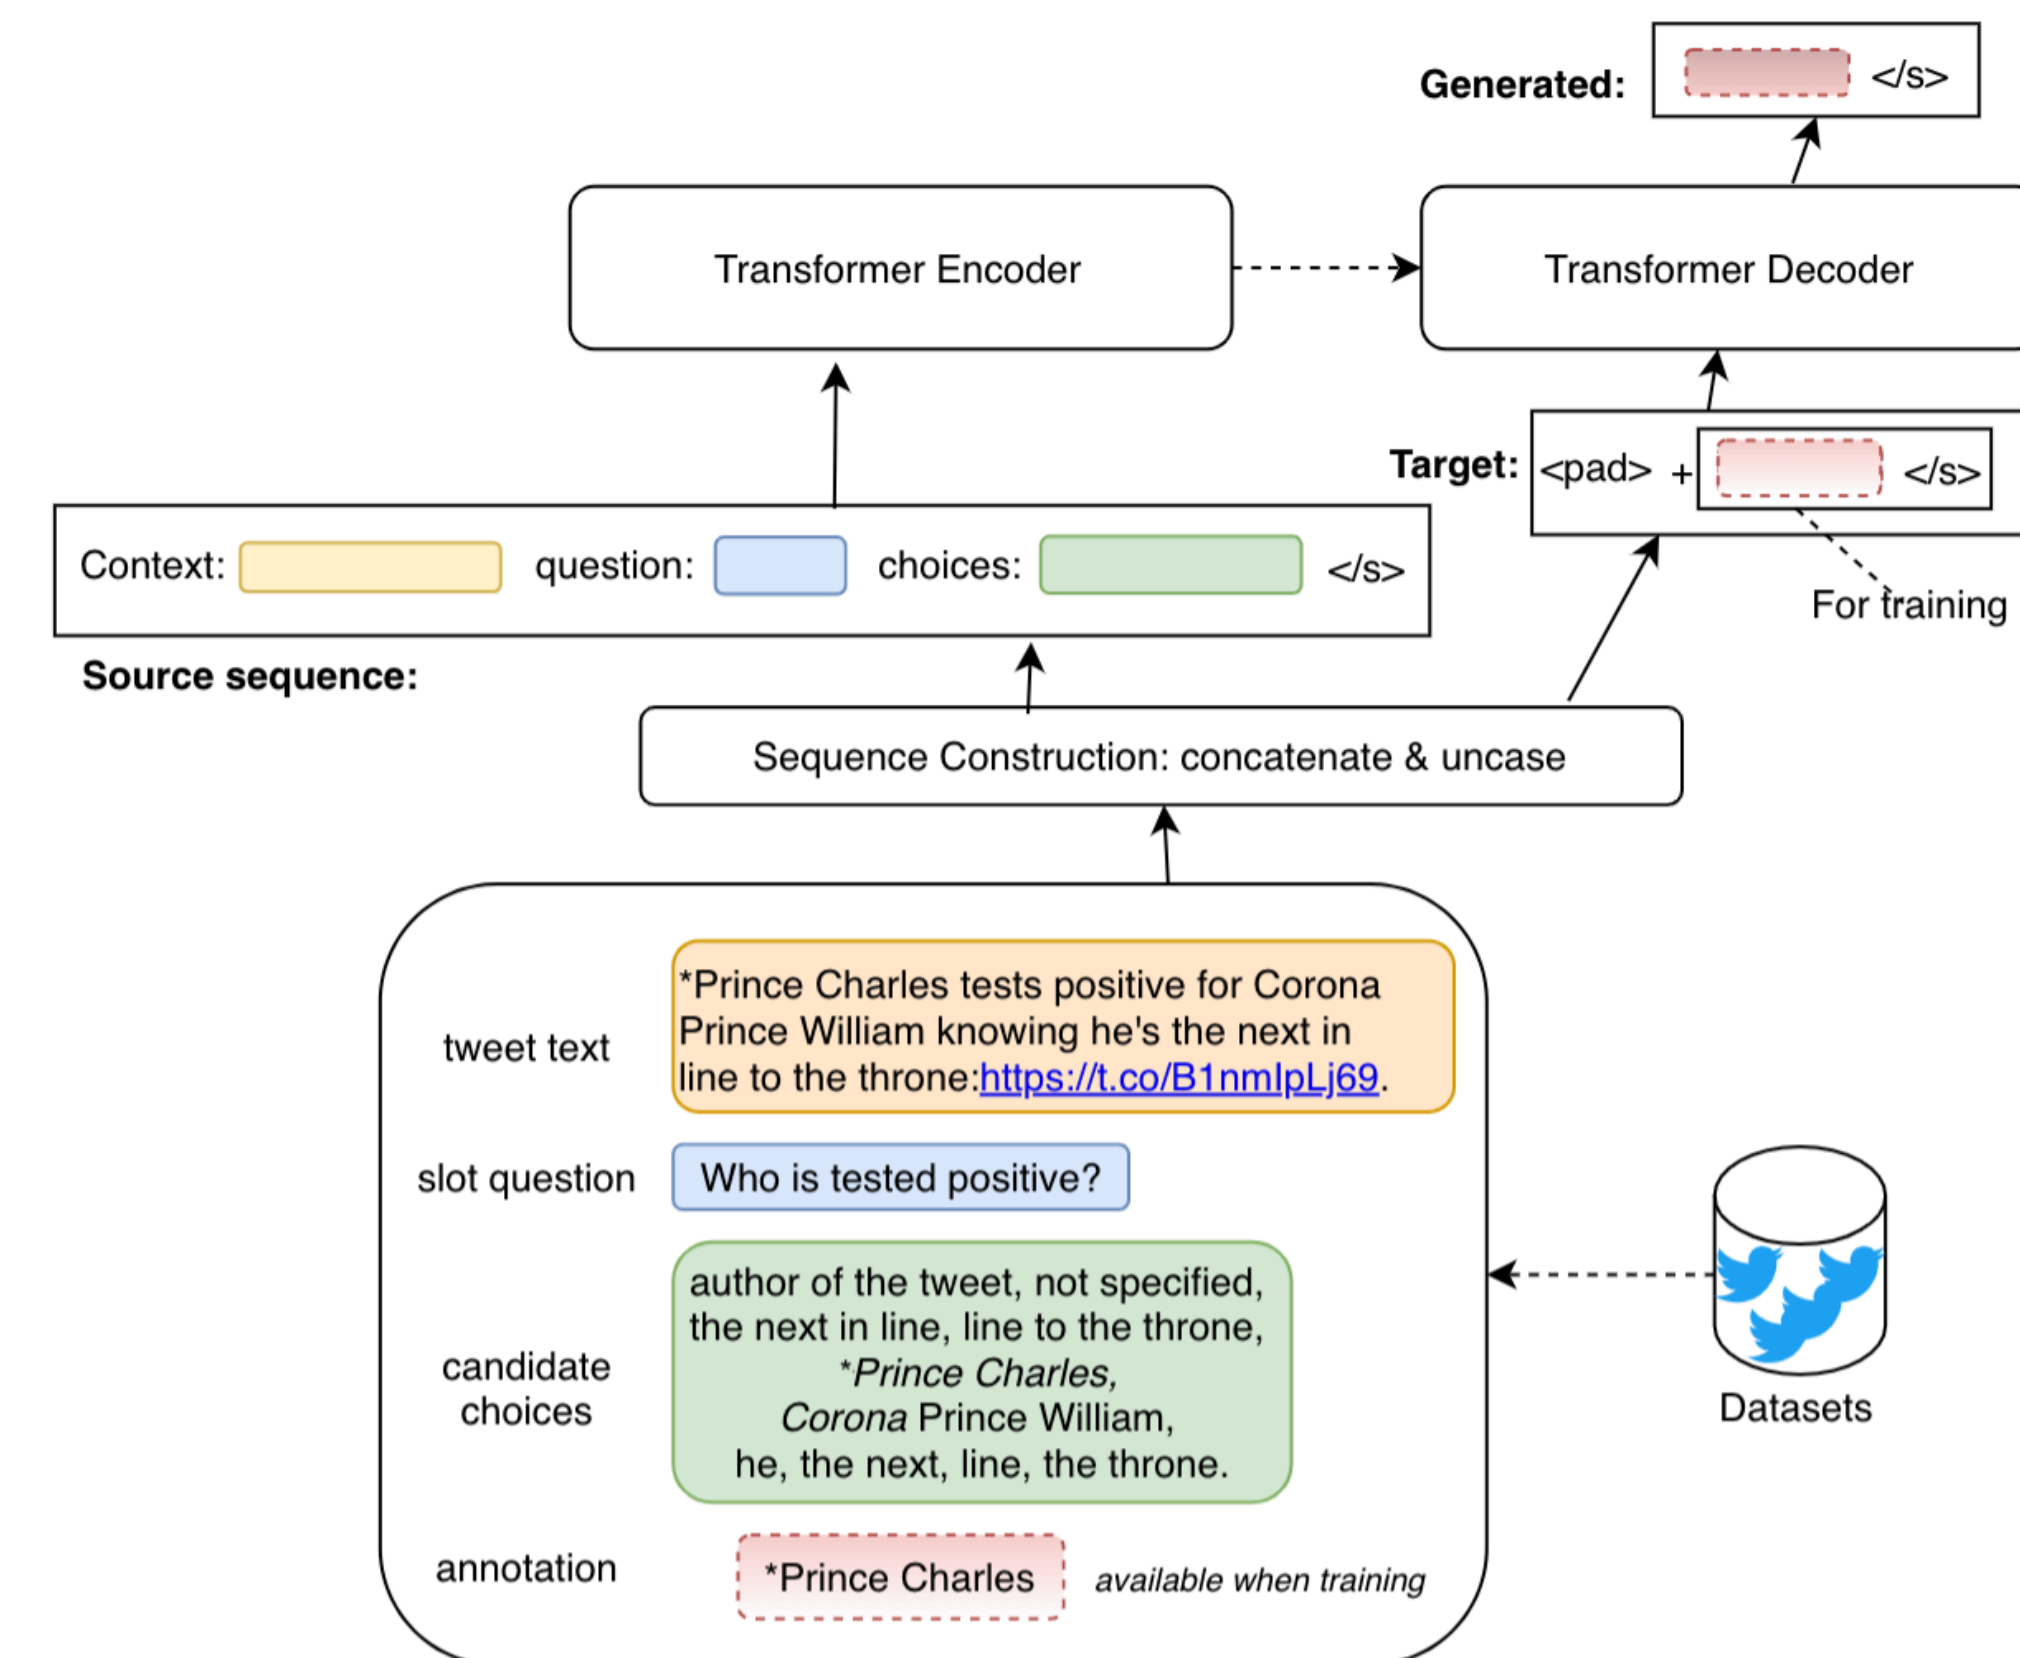 Generated:
</s>
Transformer Encoder
Transformer Decoder
Target:
<pad> + </s>
For training
Context: question: choices: </s>
Source sequence:
Sequence Construction: concatenate & uncase
tweet text
*Prince Charles tests positive for Corona
Prince William knowing he's the next in
line to the throne:https://t.co/B1nmIpLj69.
slot question
Who is tested positive?
candidate
choices
author of the tweet, not specified,
the next in line, line to the throne,
*Prince Charles,
Corona Prince William,
he, the next, line, the throne.
annotation
*Prince Charles
available when training
Datasets